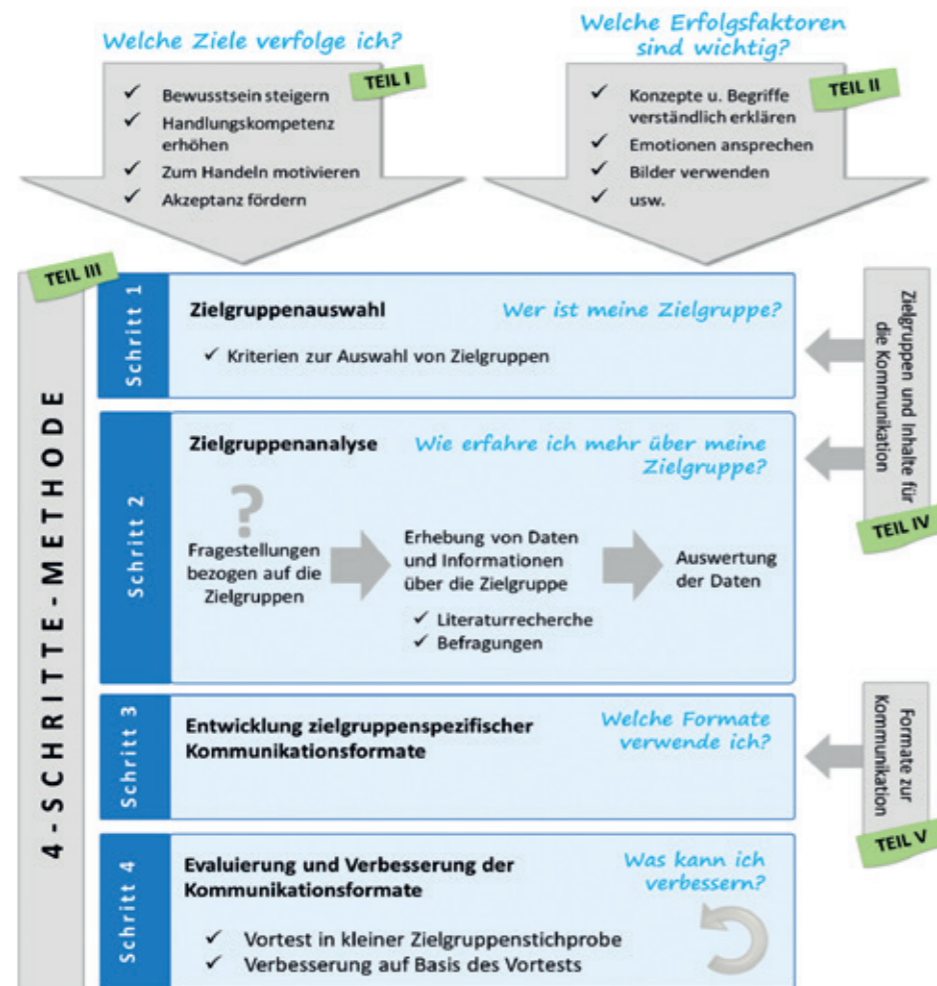 Welche Ziele verfolge ich?
TEIL I
✓ Bewusstsein steigern
✓ Handlungskompetenz
erhöhen
✓ Zum Handeln motivieren
✓ Akzeptanz fördern
Welche Erfolgsfaktoren
sind wichtig?
TEIL II
✓ Konzepte u. Begriffe
verständlich erklären
✓ Emotionen ansprechen
✓ Bilder verwenden
✓ usw.
TEIL III
4-SCHRITTE-METHODE
Schritt 1
Zielgruppenauswahl
Wer ist meine Zielgruppe?
✓ Kriterien zur Auswahl von Zielgruppen
Schritt 2
Zielgruppenanalyse
Wie erfahre ich mehr über meine
Zielgruppe?
?
Fragestellungen
bezogen auf die
Zielgruppen
Erhebung von Daten
und Informationen
über die Zielgruppe
✓ Literaturrecherche
✓ Befragungen
Auswertung
der Daten
Zielgruppen und Inhalte für
die Kommunikation
TEIL IV
Schritt 3
Entwicklung zielgruppenspezifischer
Kommunikationsformate
Welche Formate
verwende ich?
Formate zur
Kommunikation
TEIL V
Schritt 4
Evaluierung und Verbesserung der
Kommunikationsformate
Was kann ich
verbessern?
✓ Vortest in kleiner Zielgruppenstichprobe
✓ Verbesserung auf Basis des Vortests